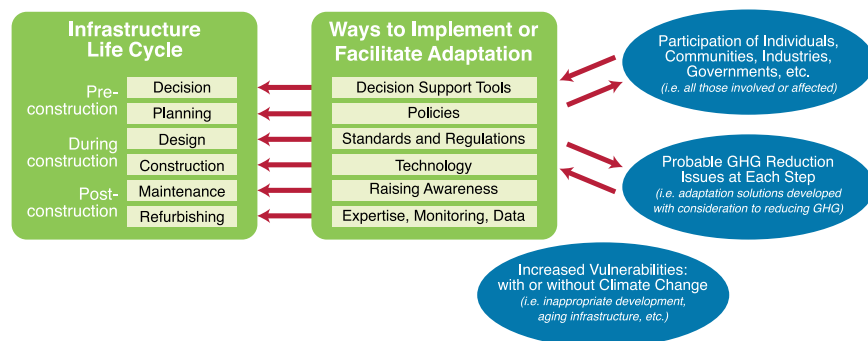 Infrastructure
Life Cycle
Pre-
construction
Decision
Planning
During
construction
Design
Construction
Post-
construction
Maintenance
Refurbishing
Ways to Implement or
Facilitate Adaptation
Decision Support Tools
Policies
Standards and Regulations
Technology
Raising Awareness
Expertise, Monitoring, Data
Participation of Individuals,
Communities, Industries,
Governments, etc.
(i.e. all those involved or affected)
Probable GHG Reduction
Issues at Each Step
(i.e. adaptation solutions developed
with consideration to reducing GHG)
Increased Vulnerabilities:
with or without Climate Change
(i.e. inappropriate development,
aging infrastructure, etc.)